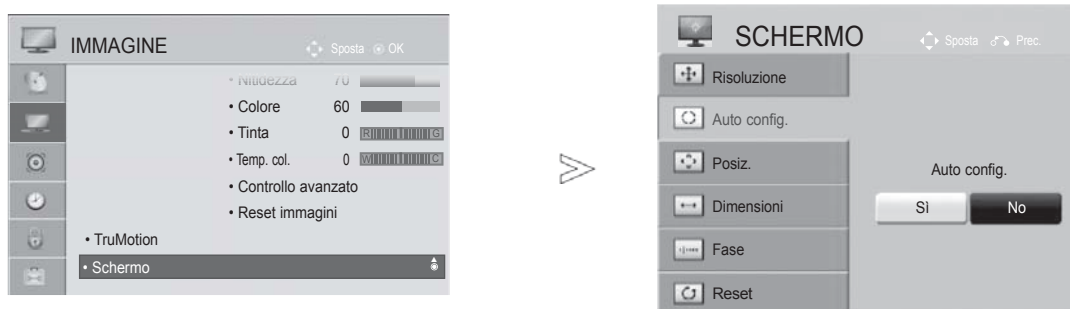 IMMAGINE
Sposta OK
• Nitidezza 70
• Colore 60
• Tinta 0 R G
• Temp. col. 0 W C
• Controllo avanzato
• Reset immagini
• TruMotion
• Schermo
SCHERMO
Sposta Prec.
Risoluzione
Auto config.
Posiz.
Dimensioni
Fase
Reset
Auto config.
Sì No